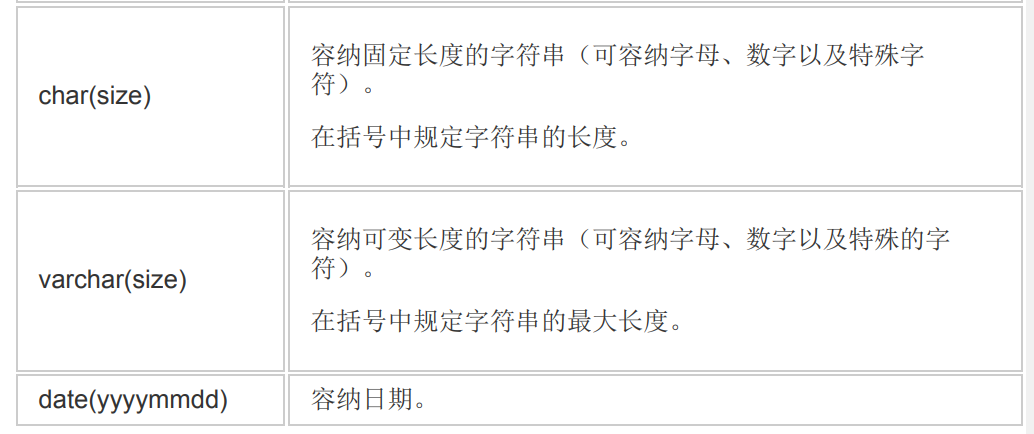 char(size)
容纳固定长度的字符串（可容纳字母、数字以及特殊字
符）。
在括号中规定字符串的长度。
varchar(size)
容纳可变长度的字符串（可容纳字母、数字以及特殊的字
符）。
在括号中规定字符串的最大长度。
date(yyyymmdd)
容纳日期。